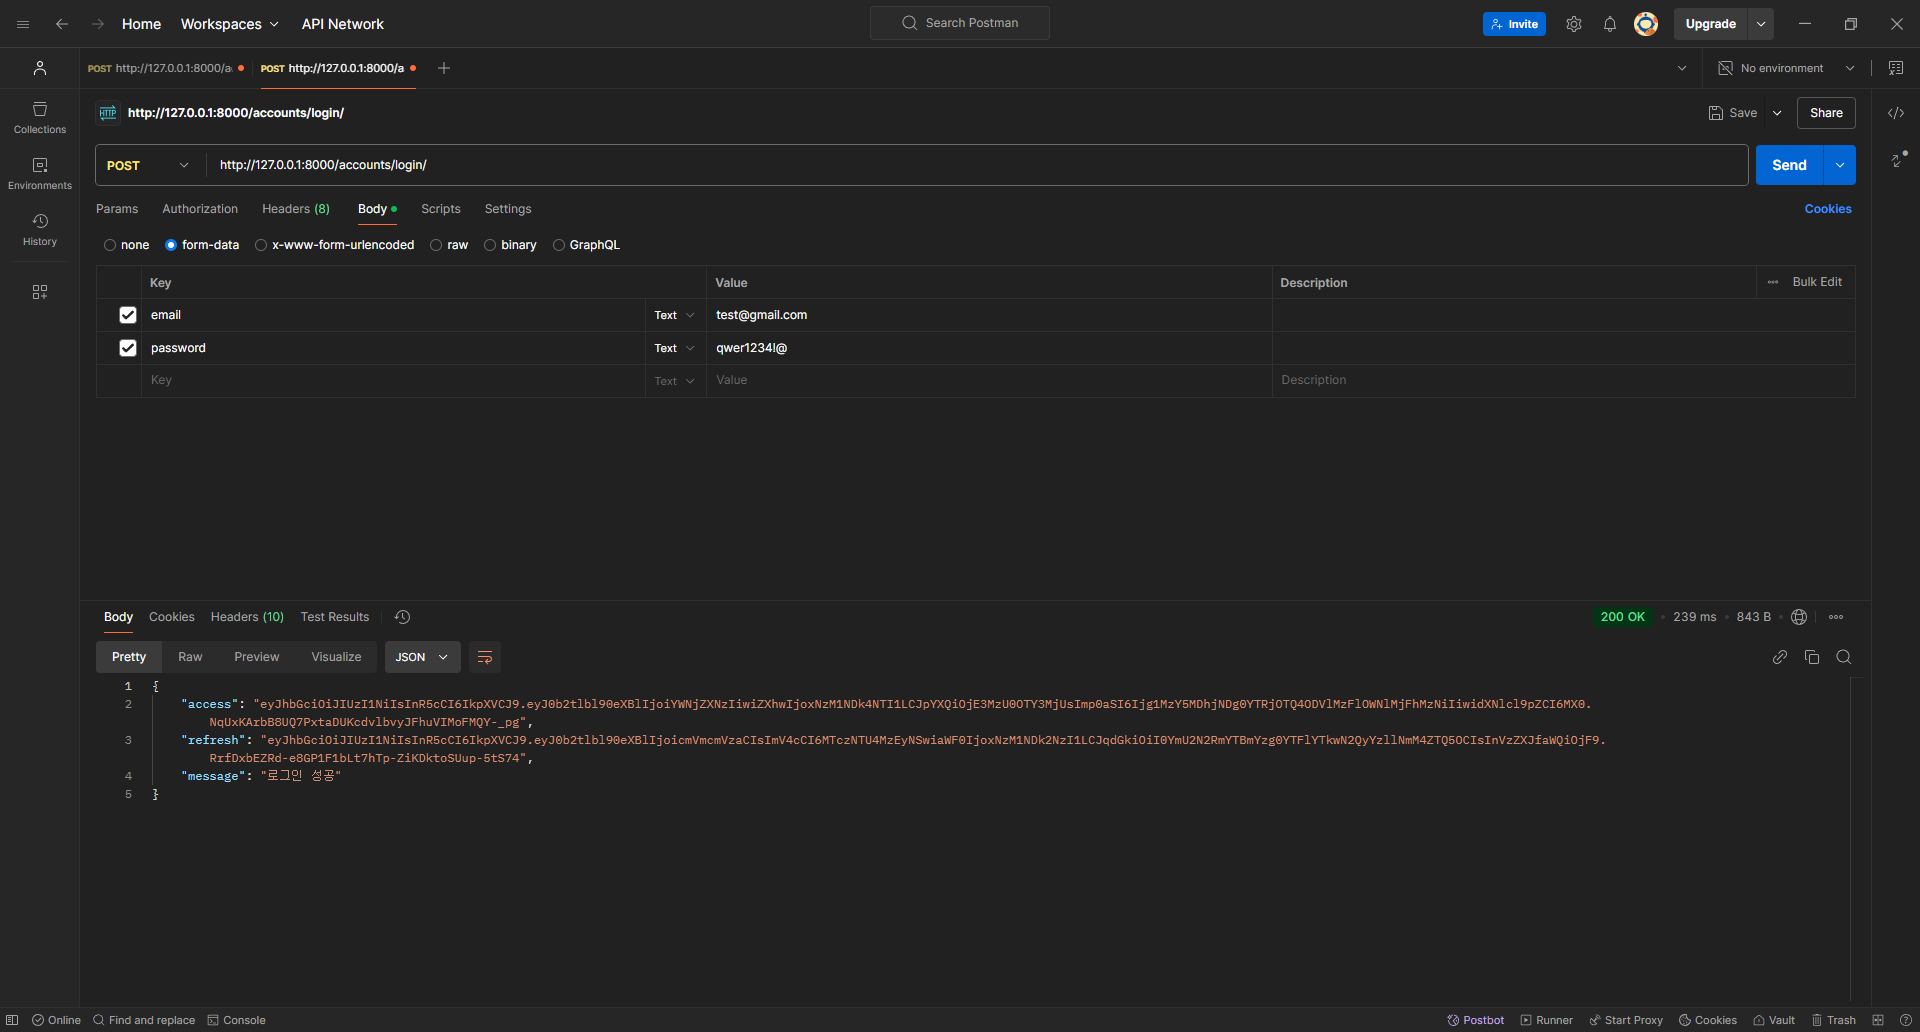 Home Workspaces API Network Search Postman Invite Upgrade
POST http://127.0.0.1:8000/a POST http://127.0.0.1:8000/a No environment
HTTP http://127.0.0.1:8000/accounts/login/ Save Share
Collections
POST http://127.0.0.1:8000/accounts/login/ Send
Environments
Params Authorization Headers (8) Body Scripts Settings Cookies
History
none form-data x-www-form-urlencoded raw binary GraphQL
Key Value Description Bulk Edit
email Text test@gmail.com
password Text qwer1234!@
Key Text Value Description
Body Cookies Headers (10) Test Results 200 OK 239 ms 843 B
Pretty Raw Preview Visualize JSON
1 {
2 "access": "eyJhbGciOiJIUzI1NiIsInR5cCI6IkpXVCJ9.eyJ0b2tlbl90eXBlIjoiYWNjZXNzIiwiZXhwIjoxNzM1NDk4NTI1LCJpYXQiOjE3MzU0OTY3MjUsImp0aSI6Ijg1MzY5MDhjNDg0YTRjOTQ4ODVlMzFlOWNlMjFhMzNiIiwidXNlcl9pZCI6MX0.
NqUxKArbB8UQ7PxtaDUKcdvlbvyJFhuVIMoFMQY-_pg",
3 "refresh": "eyJhbGciOiJIUzI1NiIsInR5cCI6IkpXVCJ9.eyJ0b2tlbl90eXBlIjoicmVmcmVzaCIsImV4cCI6MTczNTU4MzEyNSwiaWF0IjoxNzM1NDk2NzI1LCJqdGkiOiI0YmU2N2RmYTBmYzg0YTFlYTkwN2QyYzllNmM4ZTQ5OCIsInVzZXJfaWQiOjF9.
RrfDxbEZRd-e8GP1F1bLt7hTp-ZiKDktoSUup-5tS74",
4 "message": "로그인 성공"
5 }
Online Find and replace Console Postbot Runner Start Proxy Cookies Vault Trash